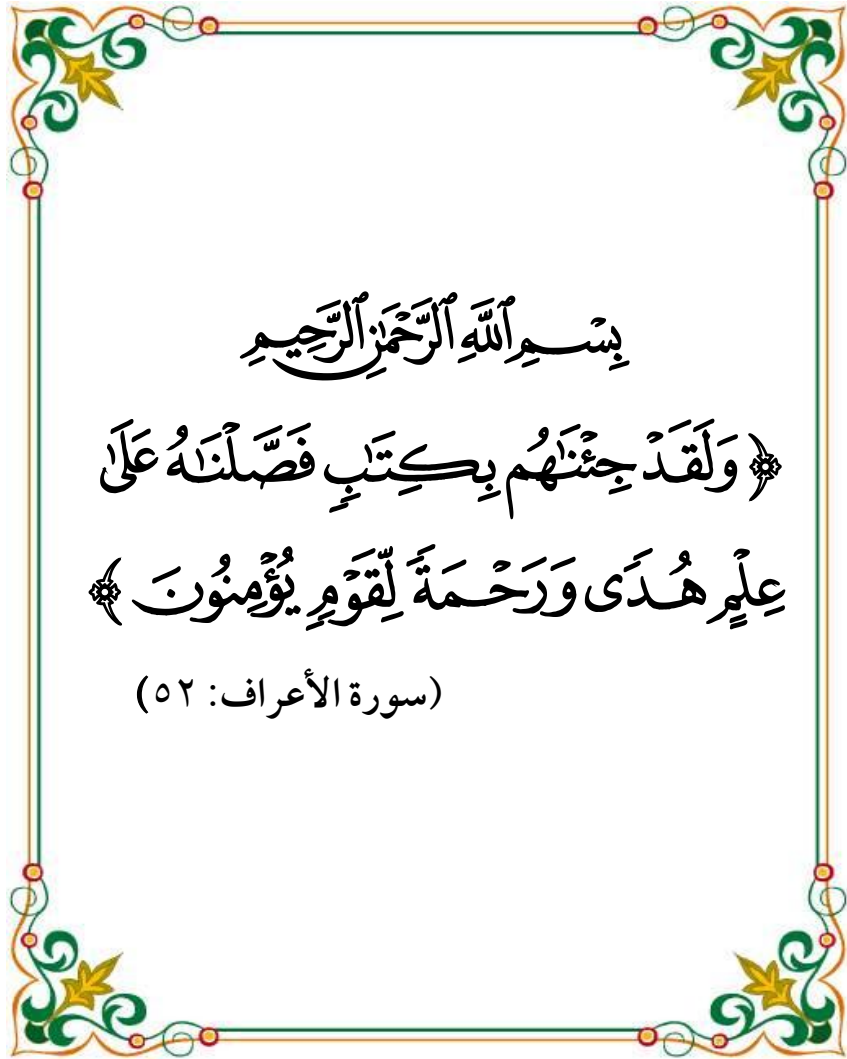 بِسْمِ ٱللَّهِ ٱلرَّحْمَٰنِ ٱلرَّحِيمِ
﴿ وَلَقَدْ جِئْنَٰهُم بِكِتَٰبٍ فَصَّلْنَٰهُ عَلَىٰ
عِلْمٍ هُدًى وَرَحْمَةً لِّقَوْمٍ يُؤْمِنُونَ ﴾
(سورة الأعراف: ٥٢)